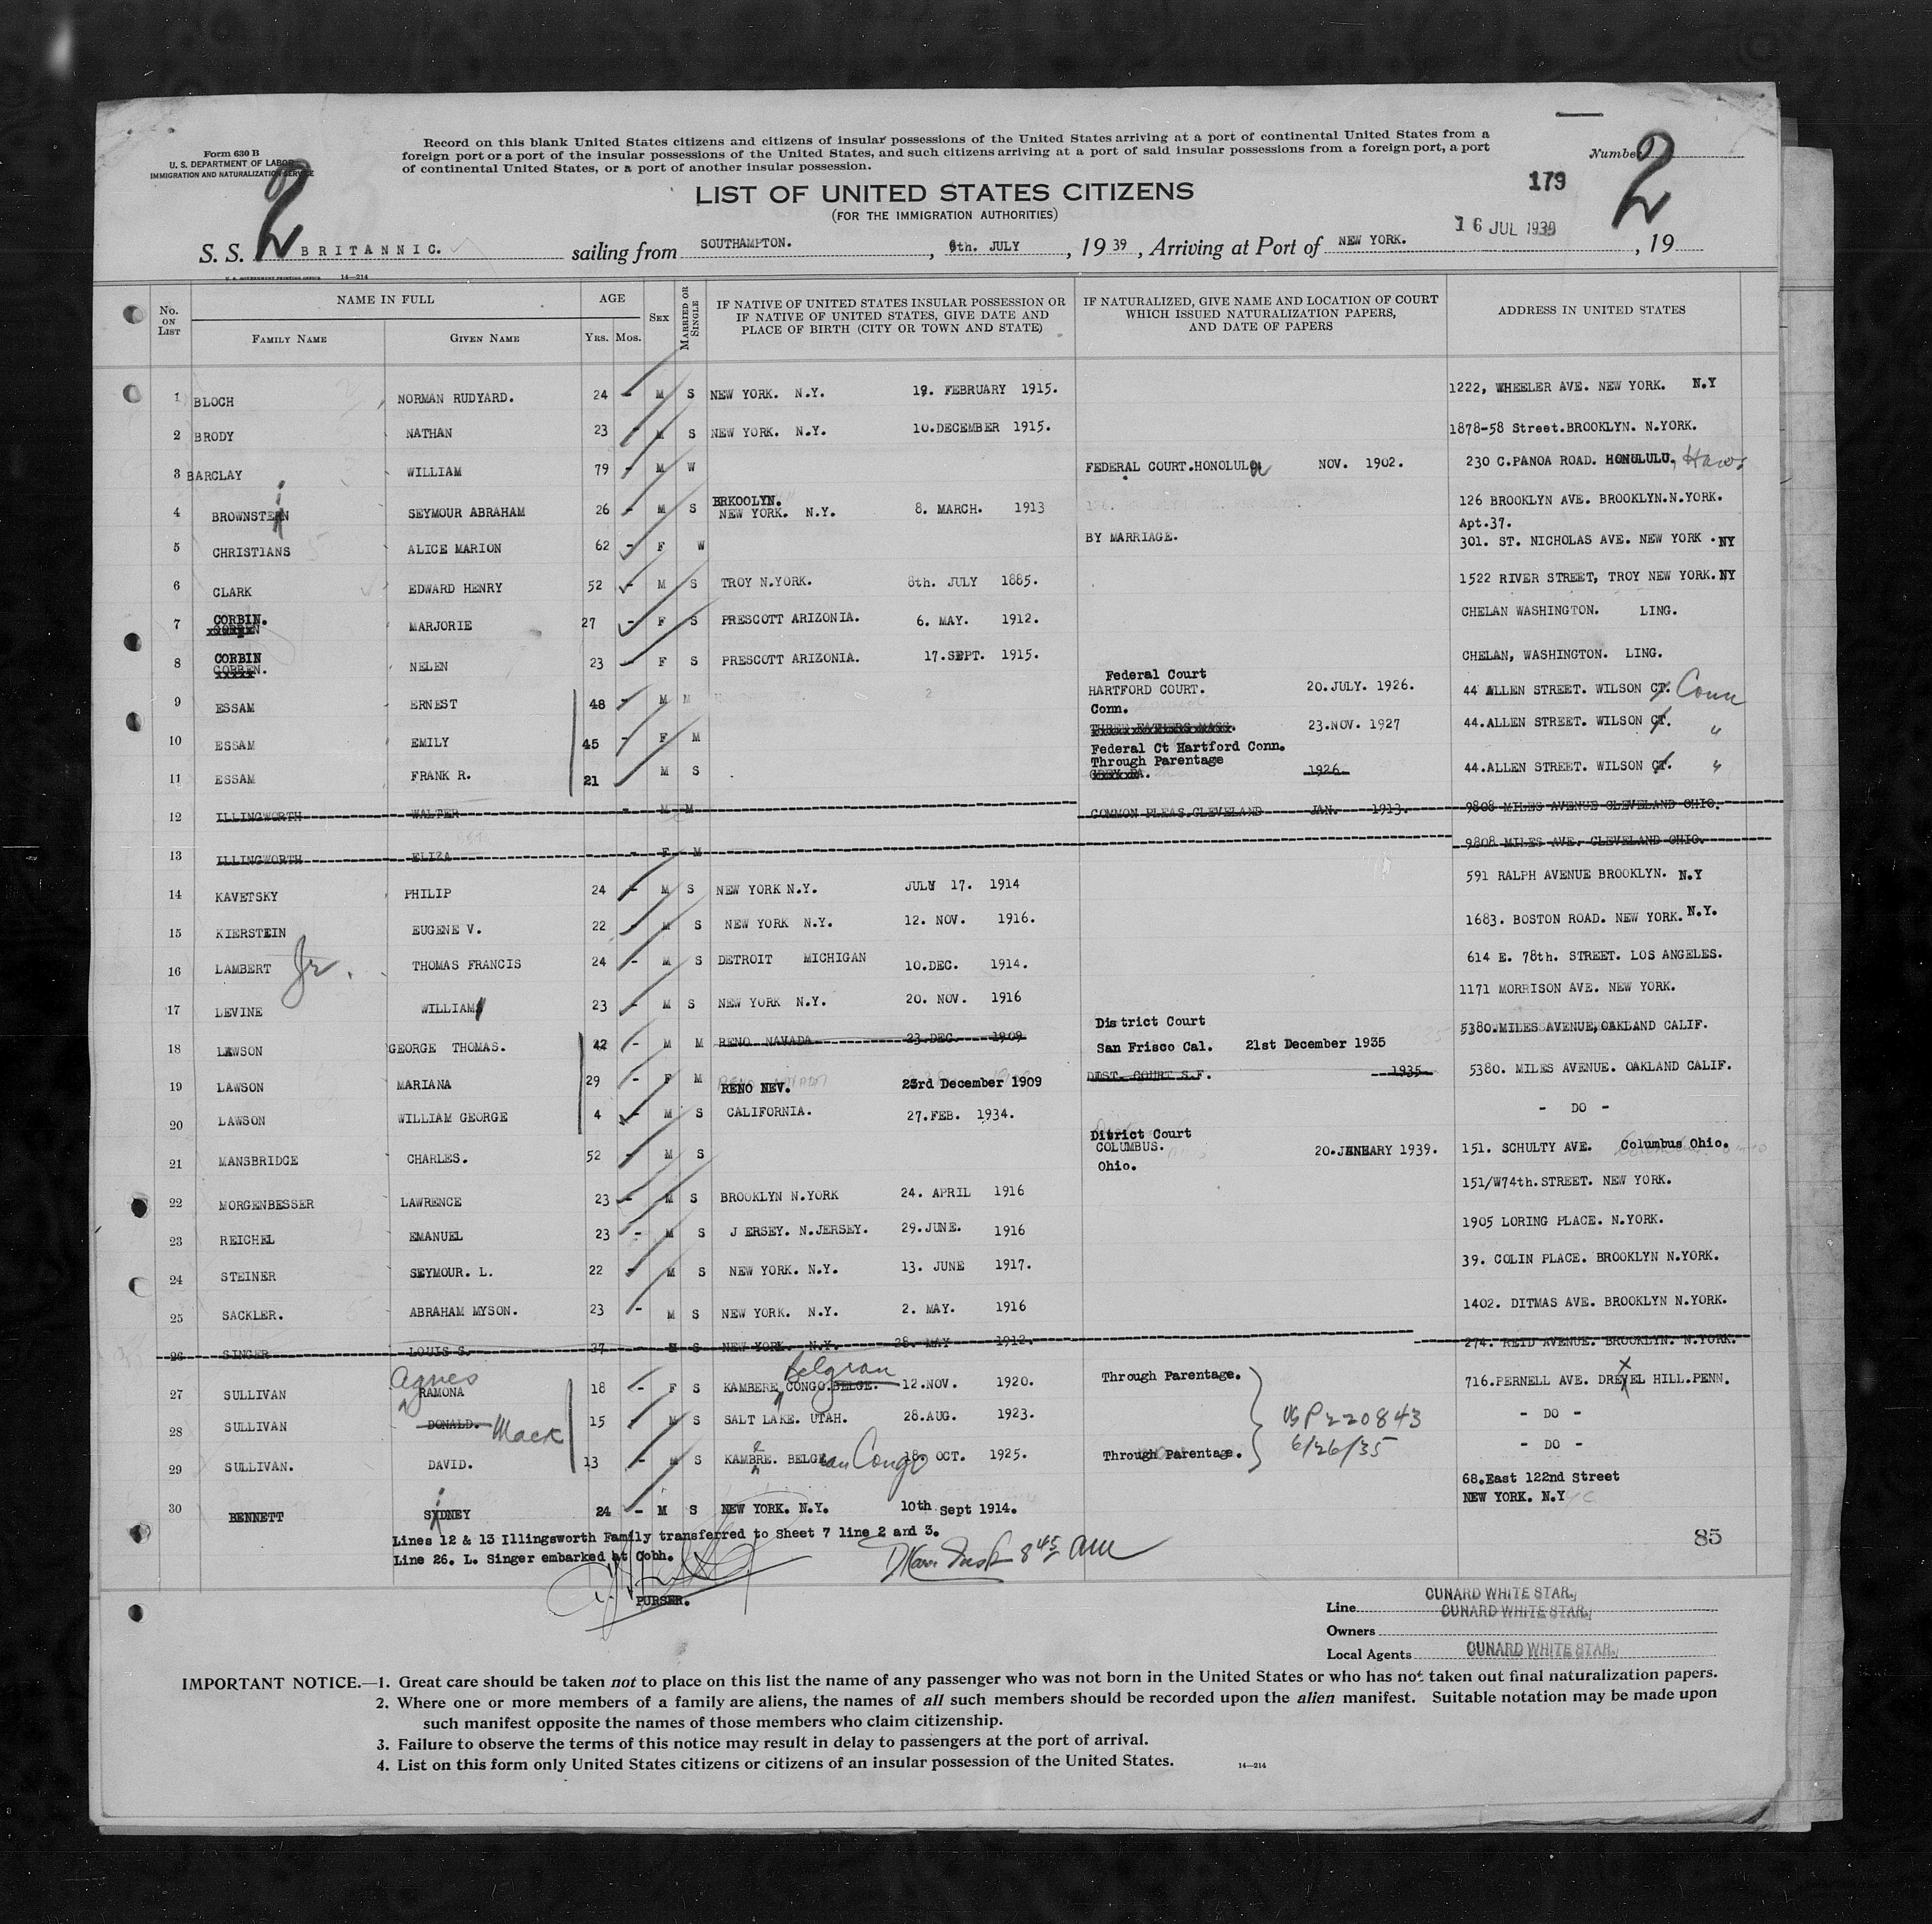 Form 630 B
U. S. DEPARTMENT OF LABOR
IMMIGRATION AND NATURALIZATION SERVICE
2
Record on this blank United States citizens and citizens of insular possessions of the United States arriving at a port of continental United States from a
foreign port or a port of the insular possessions of the United States, and such citizens arriving at a port of said insular possessions from a foreign port, a port
of continental United States, or a port of another insular possession.
Number 2
179
LIST OF UNITED STATES CITIZENS
(FOR THE IMMIGRATION AUTHORITIES)
16 JUL 1939
S. S. BRITANNIC. sailing from SOUTHAMPTON. , 8th. JULY , 19 39 , Arriving at Port of NEW YORK. , 19
U. S. GOVERNMENT PRINTING OFFICE 14—214
No. ON LIST NAME IN FULL AGE SEX MARRIED OR SINGLE IF NATIVE OF UNITED STATES INSULAR POSSESSION OR IF NATIVE OF UNITED STATES, GIVE DATE AND PLACE OF BIRTH (CITY OR TOWN AND STATE) IF NATURALIZED, GIVE NAME AND LOCATION OF COURT WHICH ISSUED NATURALIZATION PAPERS, AND DATE OF PAPERS ADDRESS IN UNITED STATES
FAMILY NAME GIVEN NAME YRS. MOS.
1 BLOCH NORMAN RUDYARD. 24 - M S NEW YORK. N.Y. 19. FEBRUARY 1915. 1222, WHEELER AVE. NEW YORK. N.Y
2 BRODY NATHAN 23 - M S NEW YORK. N.Y. 10.DECEMBER 1915. 1878-58 Street.BROOKLYN. N.YORK.
3 BARCLAY WILLIAM 79 - M W FEDERAL COURT.HONOLULU NOV. 1902. 230 C.PANOA ROAD. HONOLULU,
4 BROWNSTEIN SEYMOUR ABRAHAM 26 - M S BRKOOLYN. NEW YORK. N.Y. 8. MARCH. 1913 126 BROOKLYN AVE. BROOKLYN.N.YORK.
Apt.37.
5 CHRISTIANS ALICE MARION 62 - F W BY MARRIAGE. 301. ST. NICHOLAS AVE. NEW YORK . NY
6 CLARK EDWARD HENRY 52 - M S TROY N.YORK. 8th. JULY 1885. 1522 RIVER STREET, TROY NEW YORK.NY
7 CORBIN. MARJORIE 27 - F S PRESCOTT ARIZONIA. 6. MAY. 1912. CHELAN WASHINGTON. LING.
8 CORBIN CORBEN. NELEN 23 - F S PRESCOTT ARIZONIA. 17.SEPT. 1915. CHELAN, WASHINGTON. LING.
9 ESSAM ERNEST 48 - M M Federal Court HARTFORD COURT. Conn. 20.JULY. 1926. 44 ALLEN STREET. WILSON CT. Conn
10 ESSAM EMILY 45 - F M THREE FATHERS MASS. 23.NOV. 1927 44.ALLEN STREET. WILSON CT. "
Federal Ct Hartford Conn.
11 ESSAM FRANK R. 21 M S Through Parentage 1926 44.ALLEN STREET. WILSON CT. "
12 ILLINGWORTH WALTER - M M COMMON PLEAS.CLEVELAND JAN. 1913. 9808 MILES AVENUE CLEVELAND OHIO.
13 ILLINGWORTH ELIZA - F M 9808 MILES AVE. CLEVELAND OHIO.
14 KAVETSKY PHILIP 24 - M S NEW YORK N.Y. JULY 17. 1914 591 RALPH AVENUE BROOKLYN. N.Y
15 KIERSTEIN EUGENE V. 22 - M S NEW YORK N.Y. 12. NOV. 1916. 1683. BOSTON ROAD. NEW YORK. N.Y.
16 LAMBERT Jr. THOMAS FRANCIS 24 - M S DETROIT MICHIGAN 10.DEC. 1914. 614 E. 78th. STREET. LOS ANGELES.
17 LEVINE WILLIAM 23 - M S NEW YORK N.Y. 20. NOV. 1916 1171 MORRISON AVE. NEW YORK.
18 LAWSON GEORGE THOMAS. 42 - M M RENO NAVADA 23.DEC. 1909 District Court San Frisco Cal. 21st December 1935 5380.MILES AVENUE,OAKLAND CALIF.
19 LAWSON MARIANA 29 - F M RENO NEV. 23rd December 1909 DIST. COURT S.F. 1935 5380. MILES AVENUE. OAKLAND CALIF.
20 LAWSON WILLIAM GEORGE 4 - M S CALIFORNIA. 27.FEB. 1934. - DO -
21 MANSBRIDGE CHARLES. 52 - M S District Court COLUMBUS. Ohio. 20.JENEARY 1939. 151. SCHULTY AVE. Columbus Ohio.
22 MORGENBESSER LAWRENCE 23 - M S BROOKLYN N.YORK 24. APRIL 1916 151/W74th.STREET. NEW YORK.
23 REICHEL EMANUEL 23 - M S J ERSEY. N.JERSEY. 29.JUNE. 1916 1905 LORING PLACE. N.YORK.
24 STEINER SEYMOUR. L. 22 - M S NEW YORK. N.Y. 13. JUNE 1917. 39. COLIN PLACE. BROOKLYN N.YORK.
25 SACKLER. ABRAHAM MYSON. 23 - M S NEW YORK. N.Y. 2. MAY. 1916 1402. DITMAS AVE. BROOKLYN N.YORK.
26 SINGER LOUIS S. 37 - M S NEW YORK. N.Y. 28. MAY 1912. 274. REID AVENUE. BROOKLYN. N.YORK.
27 SULLIVAN Agnes RAMONA 18 - F S KAMBERE CONGO.BELGE. Belgian 12.NOV. 1920. Through Parentage. 716.PERNELL AVE. DREXEL HILL.PENN.
28 SULLIVAN DONALD. Mack 15 - M S SALT LAKE. UTAH. 28.AUG. 1923. US P 220843 - DO -
29 SULLIVAN. DAVID. 13 - M S KAMBRE. BELGian Congo 18. OCT. 1925. Through Parentage. 6/26/35 - DO -
30 BENNETT SIDNEY 24 - M S NEW YORK. N.Y. 10th Sept 1914. 68.East 122nd Street
NEW YORK. N.Y
Lines 12 & 13 Illingsworth Family transferred to Sheet 7 line 2 and 3.
Line 26. L. Singer embarked at Cobh.
8 45 am
85
PURSER.
Line CUNARD WHITE STAR.
CUNARD WHITE STAR.
Owners
Local Agents CUNARD WHITE STAR.
IMPORTANT NOTICE.—1. Great care should be taken not to place on this list the name of any passenger who was not born in the United States or who has not taken out final naturalization papers.
2. Where one or more members of a family are aliens, the names of all such members should be recorded upon the alien manifest. Suitable notation may be made upon
such manifest opposite the names of those members who claim citizenship.
3. Failure to observe the terms of this notice may result in delay to passengers at the port of arrival.
4. List on this form only United States citizens or citizens of an insular possession of the United States.
14—214